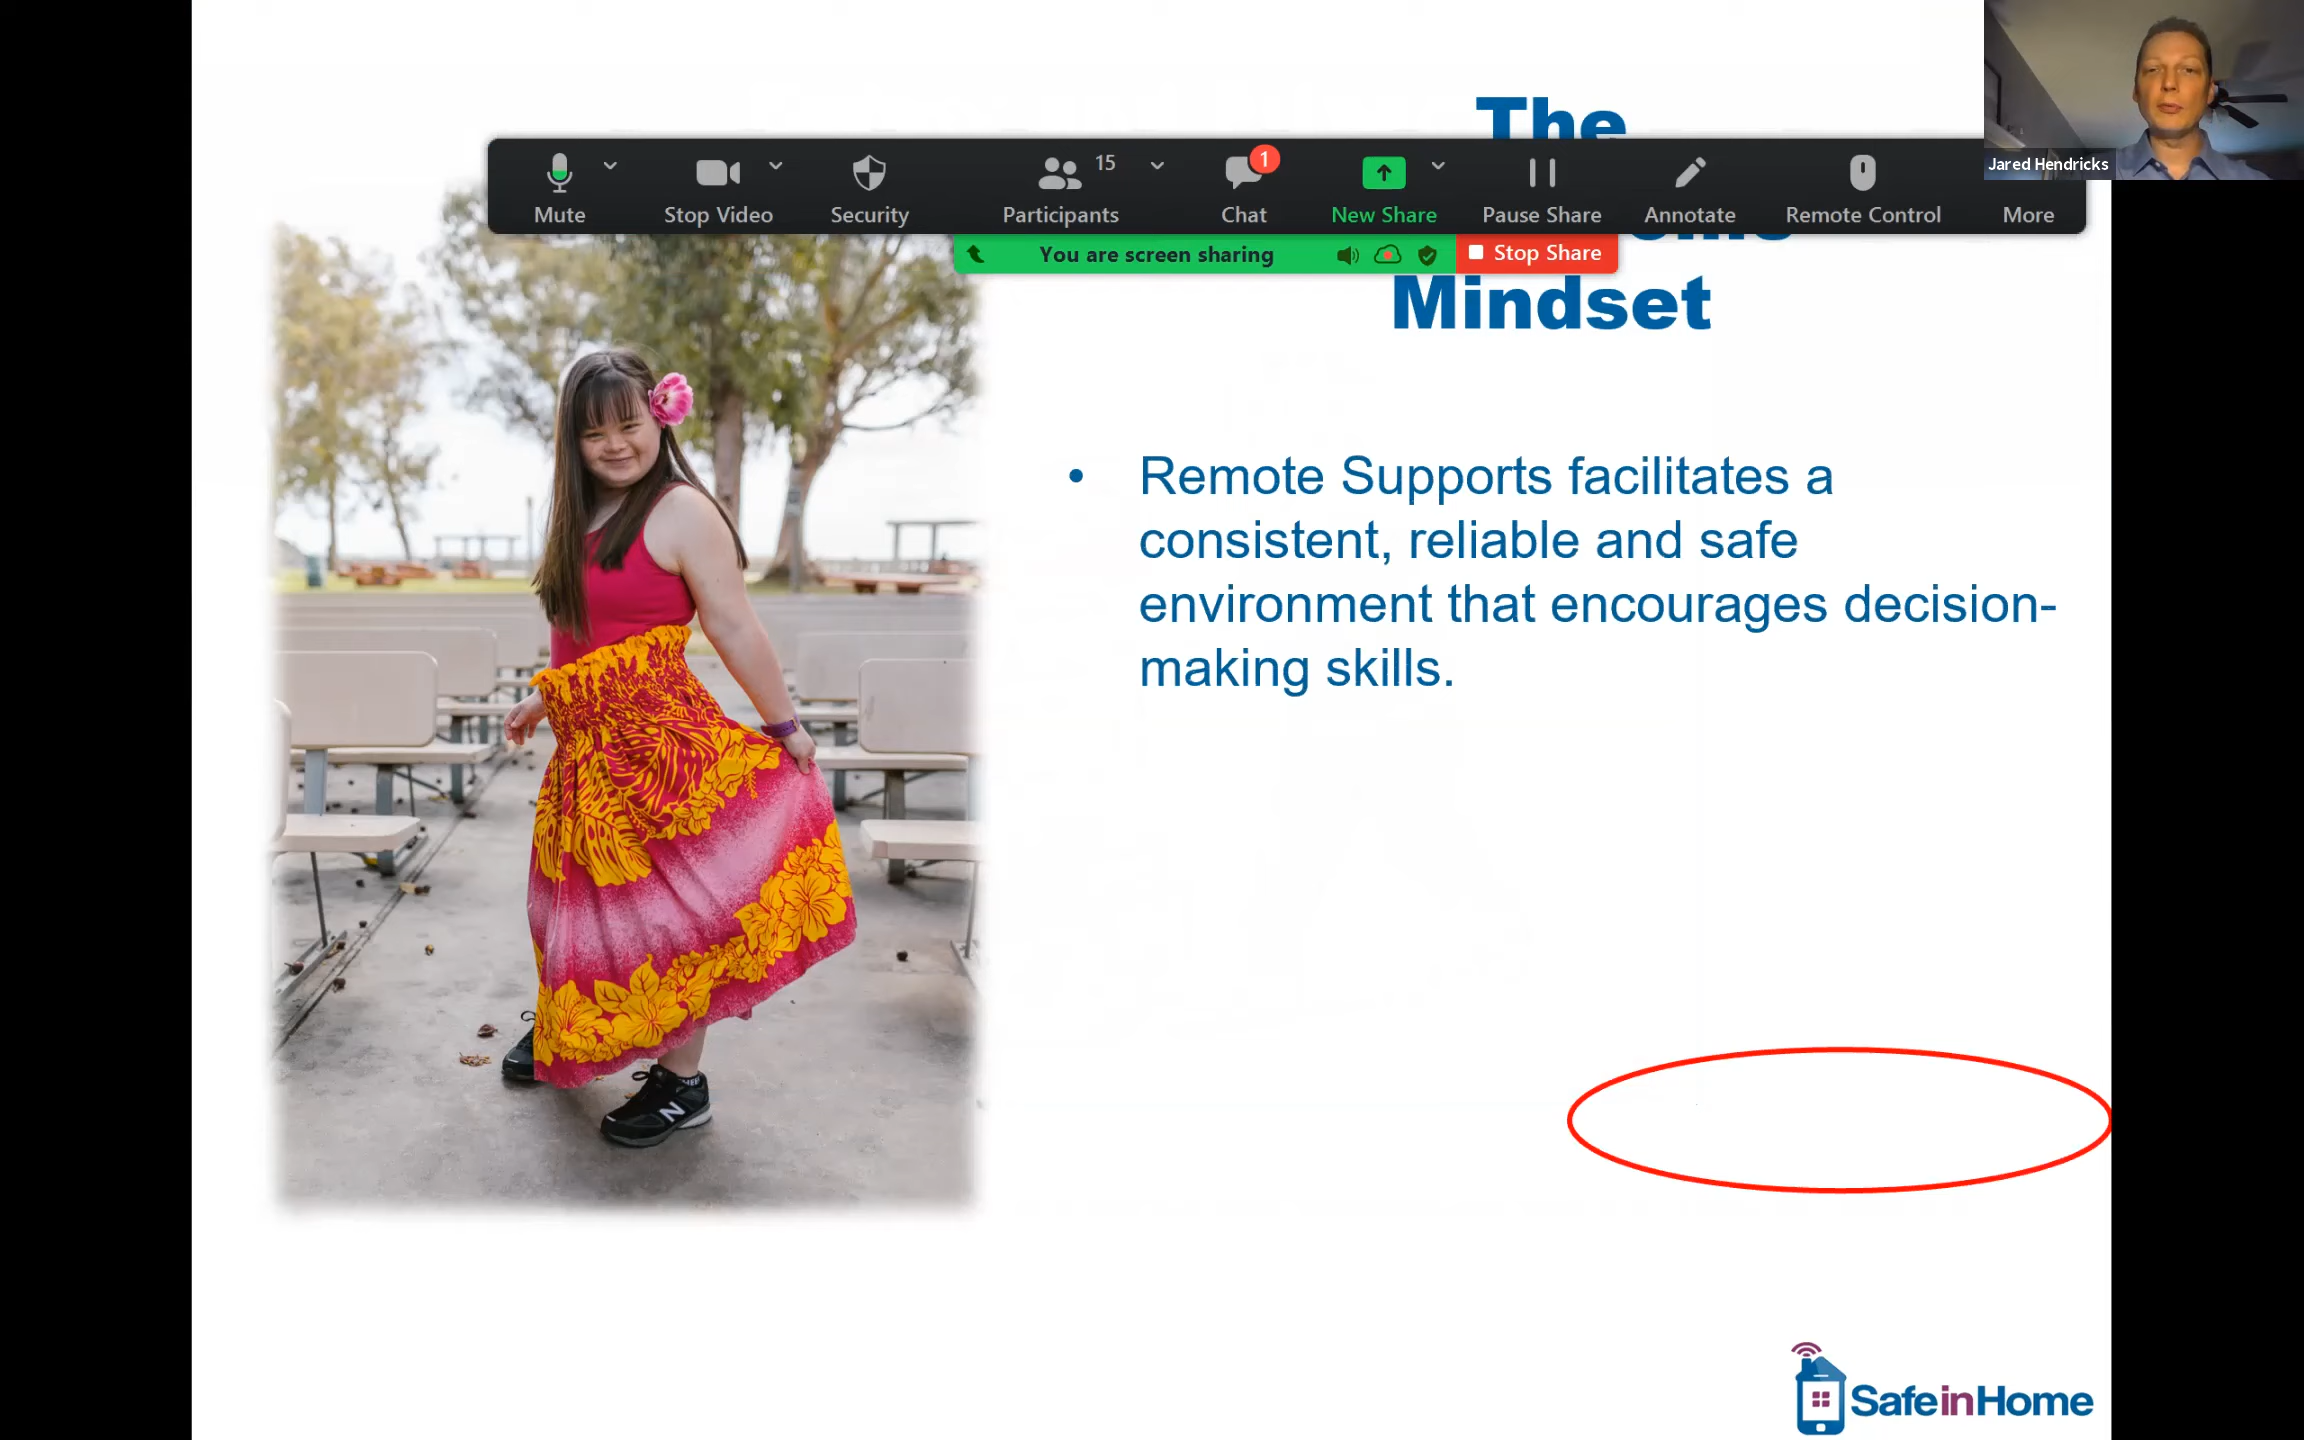 The
Jared Hendricks
15
1
Mute
Stop Video
Security
Participants
Chat
New Share
Pause Share
Annotate
Remote Control
More
You are screen sharing
Stop Share
Mindset
• Remote Supports facilitates a
consistent, reliable and safe
environment that encourages decision-
making skills.
N
SafeinHome